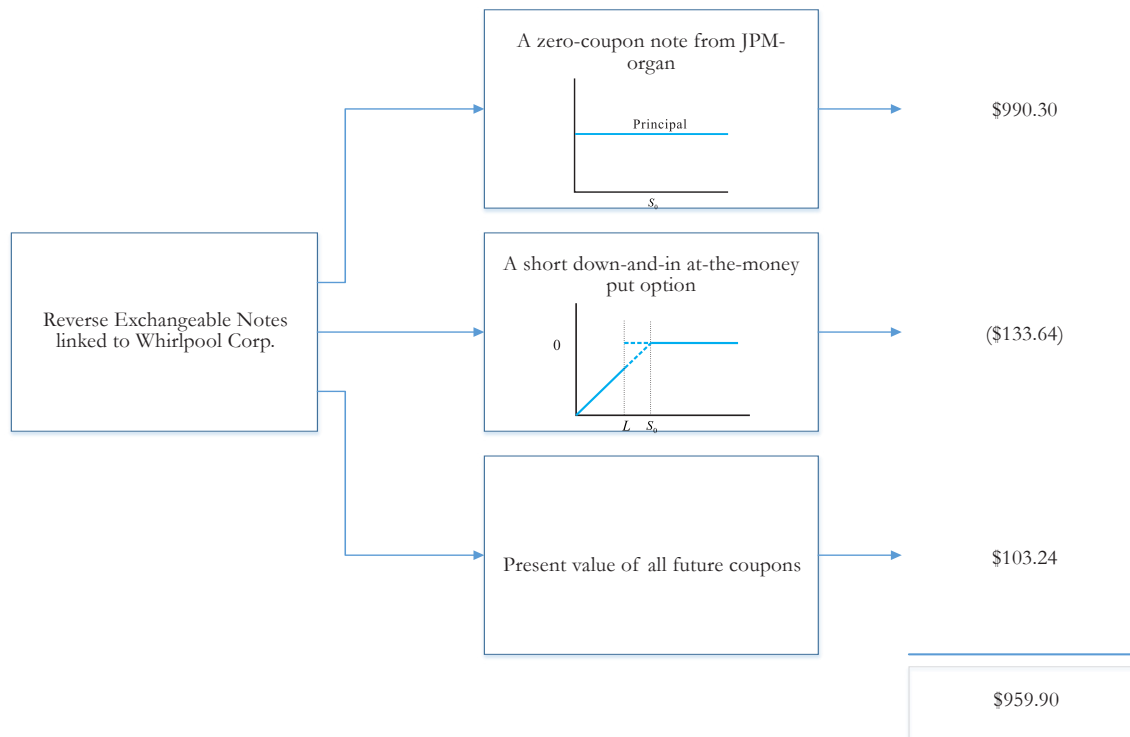 A zero-coupon note from JPM-
organ
Principal
S₀
$990.30
Reverse Exchangeable Notes
linked to Whirlpool Corp.
A short down-and-in at-the-money
put option
0
L S₀
($133.64)
Present value of all future coupons
$103.24
$959.90